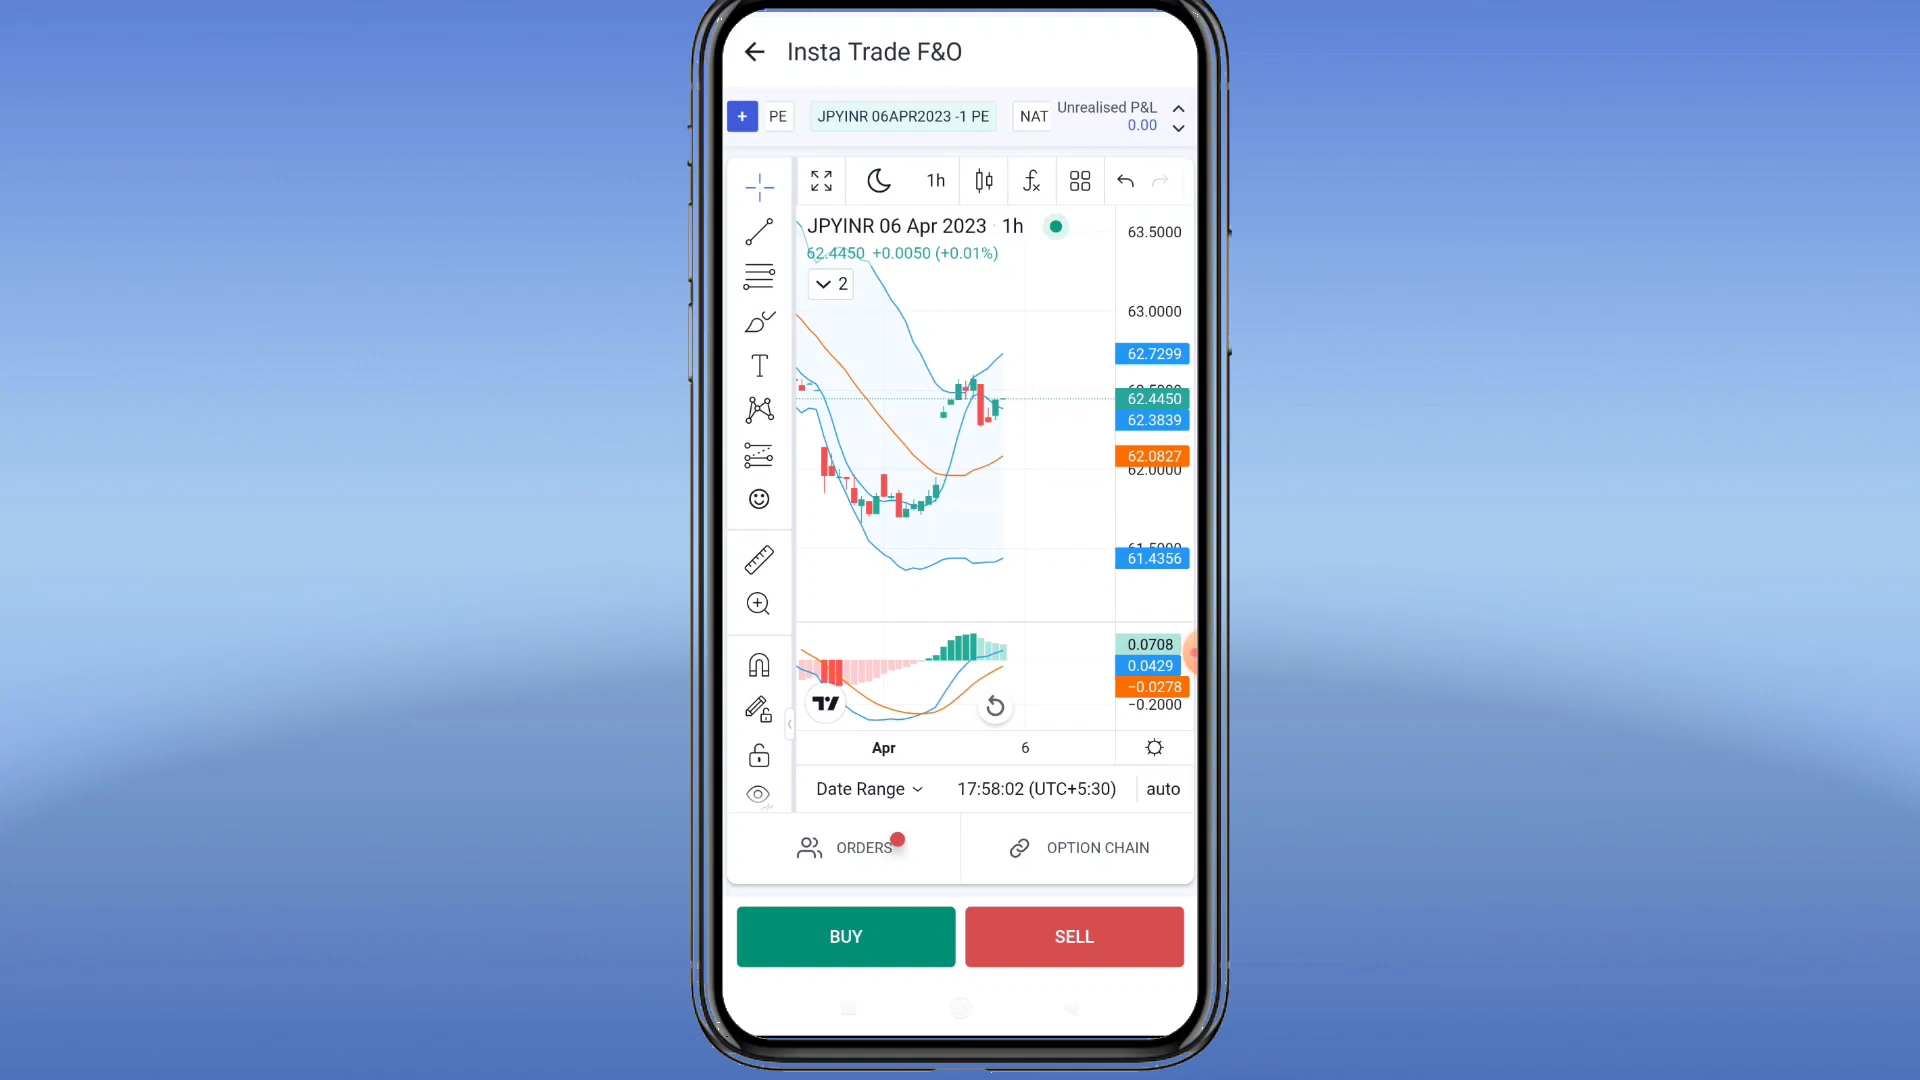 Insta Trade F&O
+ PE JPYINR 06APR2023 -1 PE NAT Unrealised P&L
0.00
1h
JPYINR 06 Apr 2023 · 1h
62.4450 +0.0050 (+0.01%)
2
63.5000
63.0000
62.7299
62.4450
62.3839
62.0827
62.0000
61.4356
0.0708
0.0429
−0.0278
−0.2000
Apr 6
Date Range 17:58:02 (UTC+5:30) auto
ORDERS OPTION CHAIN
BUY SELL